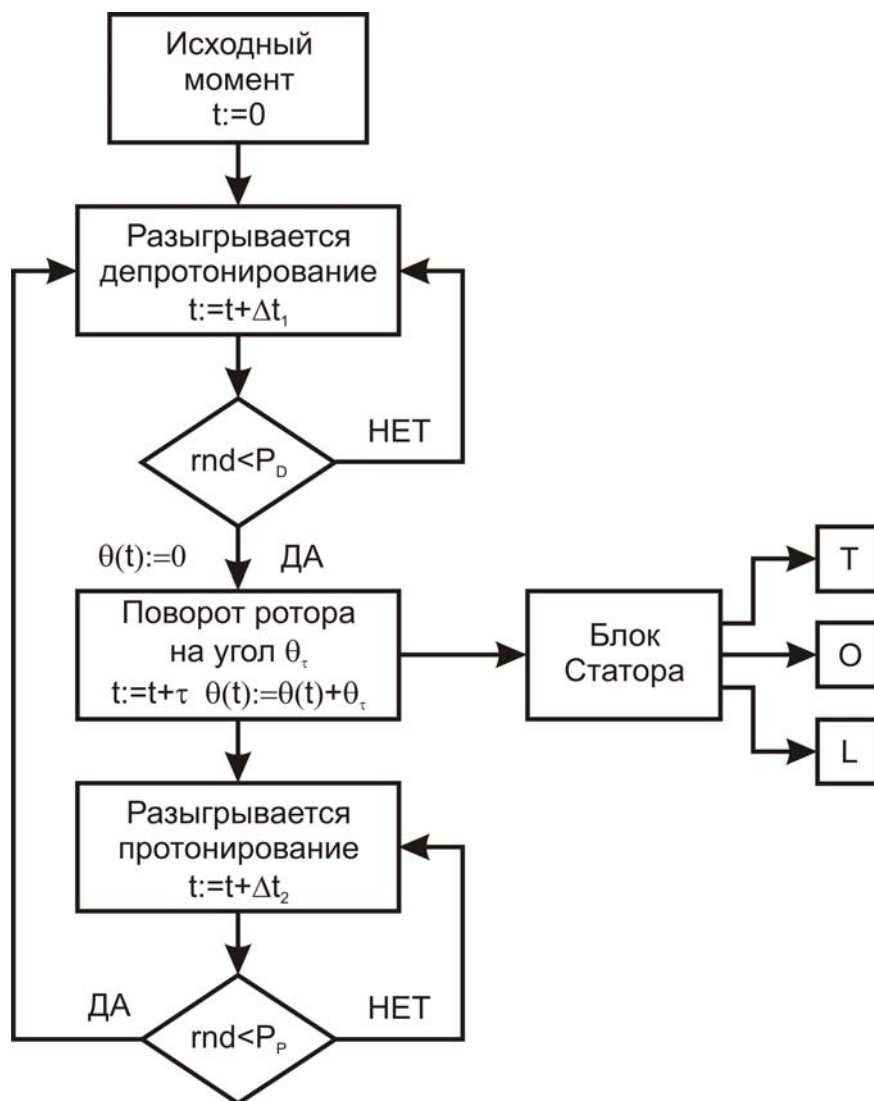 Исходный
момент
t:=0
Разыгрывается
депротонирование
t:=t+Δt₁
НЕТ
rnd<P_D
θ(t):=0 ДА
Поворот ротора
на угол θ_τ
t:=t+τ θ(t):=θ(t)+θ_τ
Блок
Статора
T
O
L
Разыгрывается
протонирование
t:=t+Δt₂
ДА
НЕТ
rnd<P_P